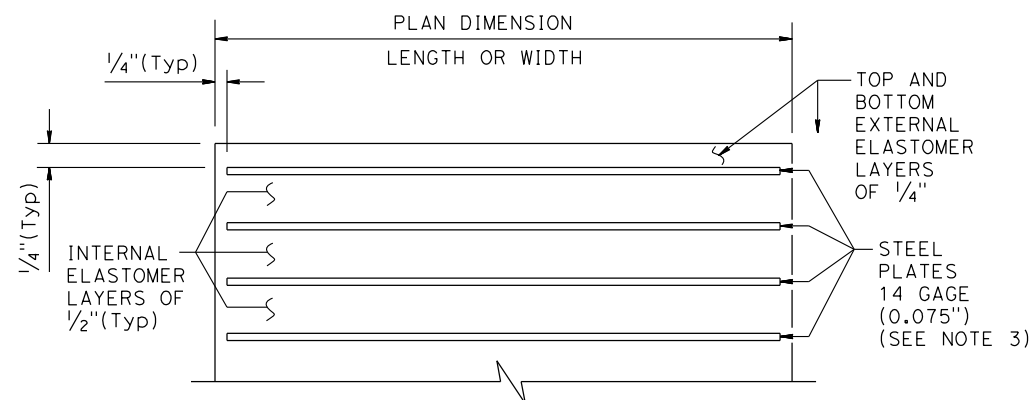 PLAN DIMENSION
LENGTH OR WIDTH
1/4"(Typ)
TOP AND
BOTTOM
EXTERNAL
ELASTOMER
LAYERS
OF 1/4"
1/4"(Typ)
INTERNAL
ELASTOMER
LAYERS OF
1/2"(Typ)
STEEL
PLATES
14 GAGE
(0.075")
(SEE NOTE 3)